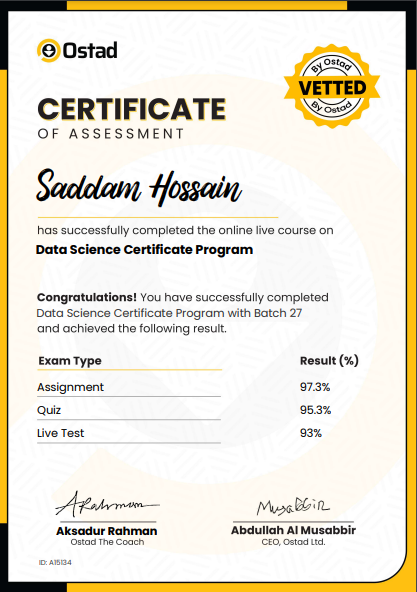 Ostad
By Ostad
VETTED
By Ostad
CERTIFICATE
OF ASSESSMENT
Saddam Hossain
has successfully completed the online live course on
Data Science Certificate Program
Congratulations! You have successfully completed
Data Science Certificate Program with Batch 27
and achieved the following result.
Exam Type Result (%)
Assignment 97.3%
Quiz 95.3%
Live Test 93%
ARahman Musabbir
Aksadur Rahman Abdullah Al Musabbir
Ostad The Coach CEO, Ostad Ltd.
ID: A15134